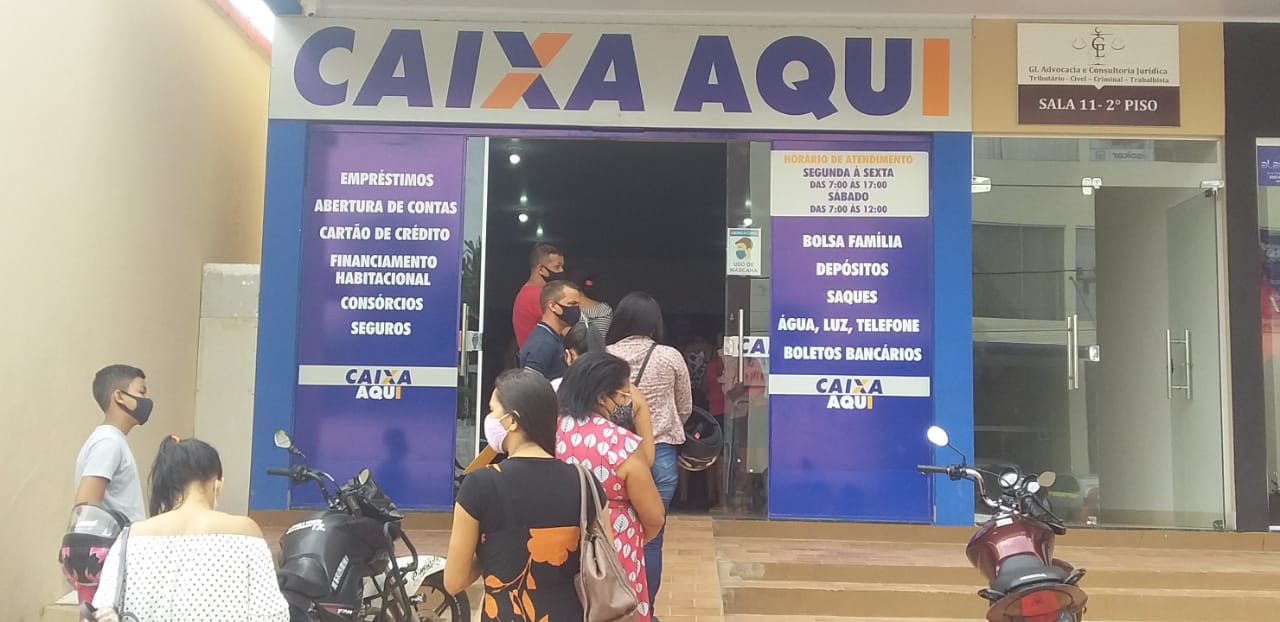 CAIXA AQUI
EMPRÉSTIMOS
ABERTURA DE CONTAS
CARTÃO DE CRÉDITO
FINANCIAMENTO
HABITACIONAL
CONSÓRCIOS
SEGUROS
CAIXA
AQUI
HORÁRIO DE ATENDIMENTO
SEGUNDA À SEXTA
DAS 7:00 ÀS 17:00
SÁBADO
DAS 7:00 ÀS 12:00
BOLSA FAMÍLIA
DEPÓSITOS
SAQUES
ÁGUA, LUZ, TELEFONE
BOLETOS BANCÁRIOS
CAIXA
AQUI
USO DE
MÁSCARA
CAI
GL Advocacia e Consultoria Jurídica
Tributário - Cível - Criminal - Trabalhista
SALA 11- 2° PISO